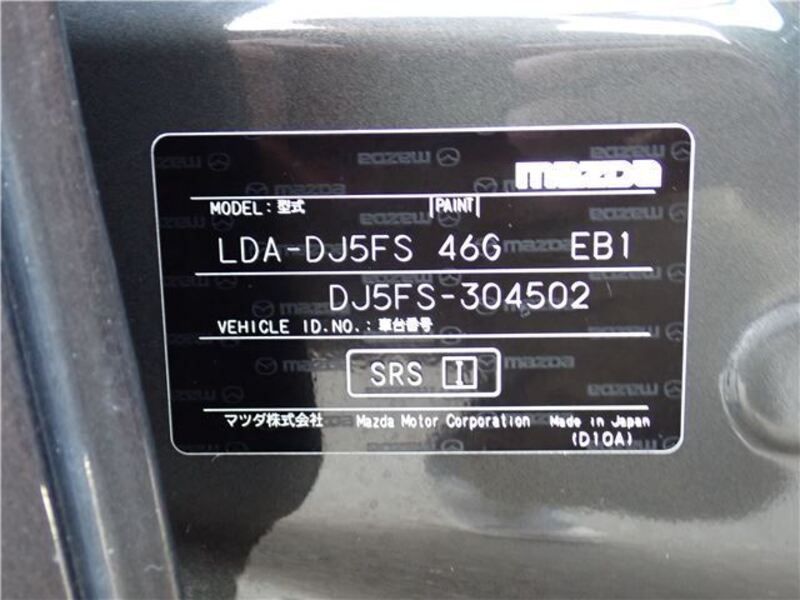 mazda
MODEL: 型式 PAINT
LDA-DJ5FS 46G EB1
DJ5FS-304502
VEHICLE ID.NO.: 車台番号
SRS I
マツダ株式会社 Mazda Motor Corporation Made in Japan
(D10A)